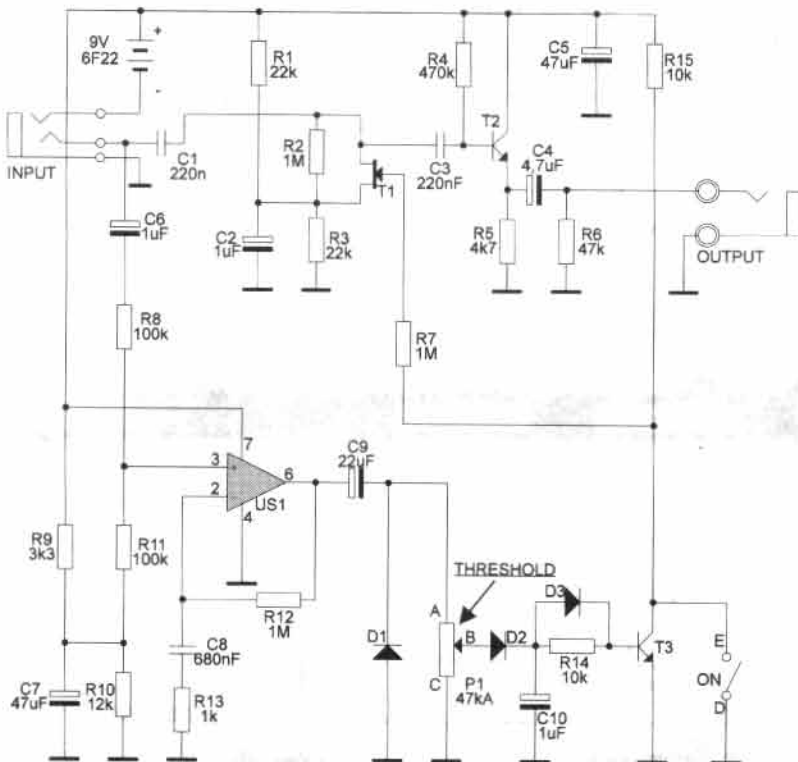 9V
6F22
+
-
R1
22k
R4
470k
C5
47uF
R15
10k
INPUT
C1
220n
R2
1M
T1
C3
220nF
T2
C4
4.7uF
C6
1uF
C2
1uF
R3
22k
R5
4k7
R6
47k
OUTPUT
R8
100k
R7
1M
7
3
2
6
4
US1
C9
22uF
R9
3k3
R11
100k
R12
1M
THRESHOLD
D1
A
B
C
D2
D3
R14
10k
T3
E
ON
D
C8
680nF
P1
47kA
C7
47uF
R10
12k
R13
1k
C10
1uF